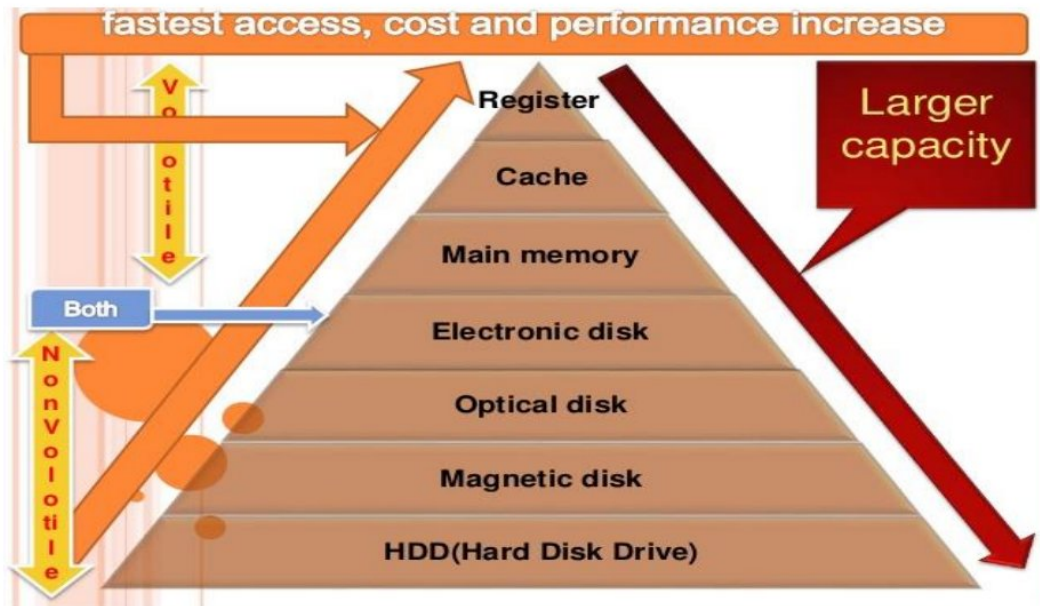 fastest access, cost and performance increase
Volotile
Register
Larger
capacity
Cache
Main memory
Both
Electronic disk
NonVolotile
Optical disk
Magnetic disk
HDD(Hard Disk Drive)